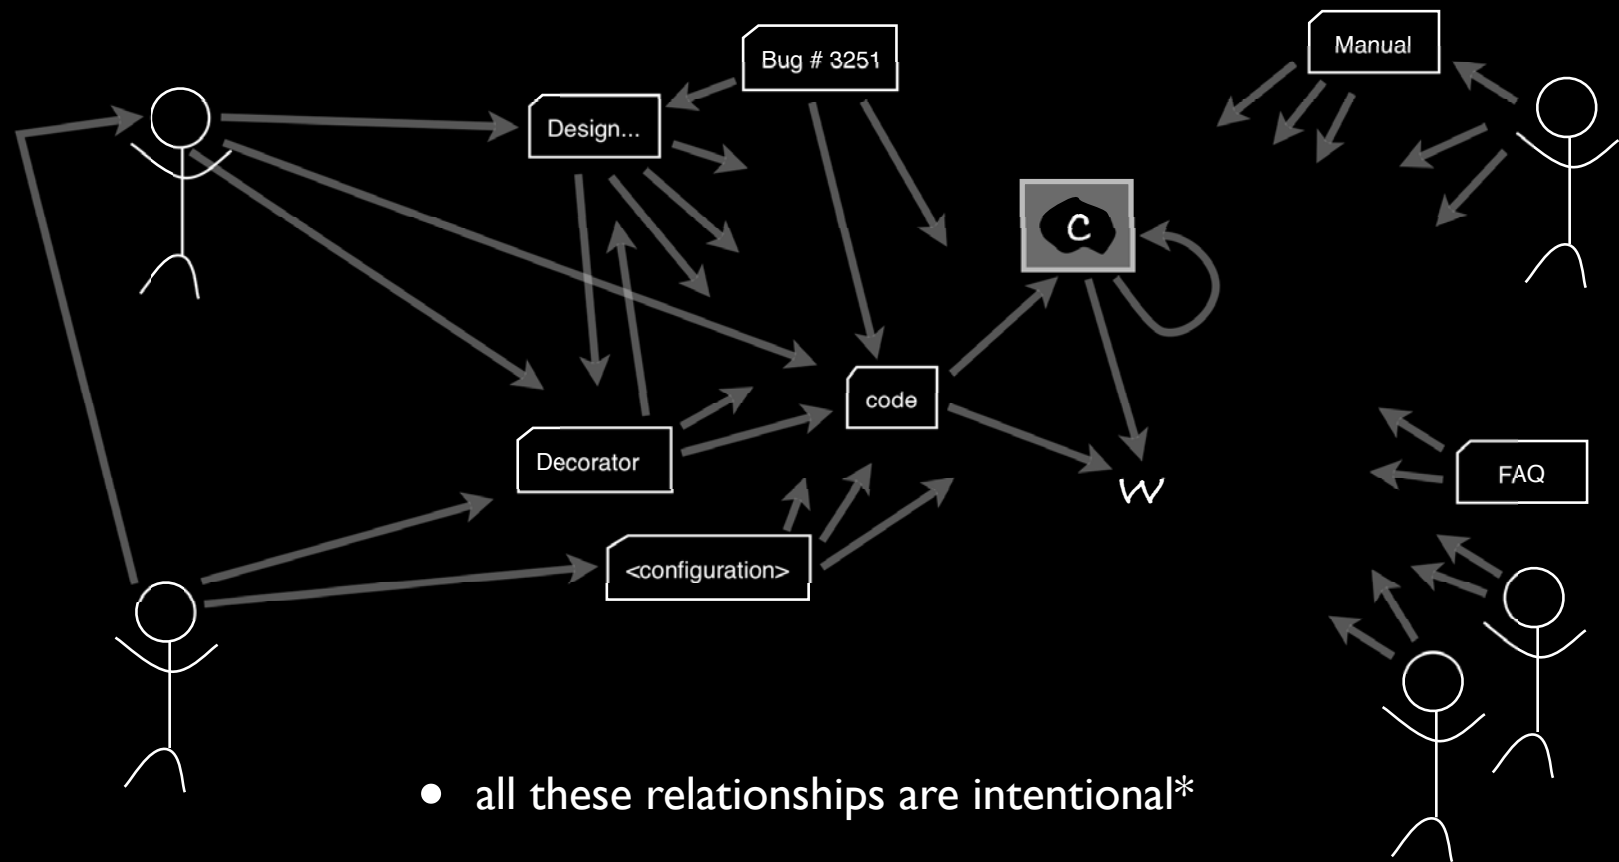 Bug # 3251
Manual
Design...
C
code
Decorator
FAQ
W
<configuration>
• all these relationships are intentional*